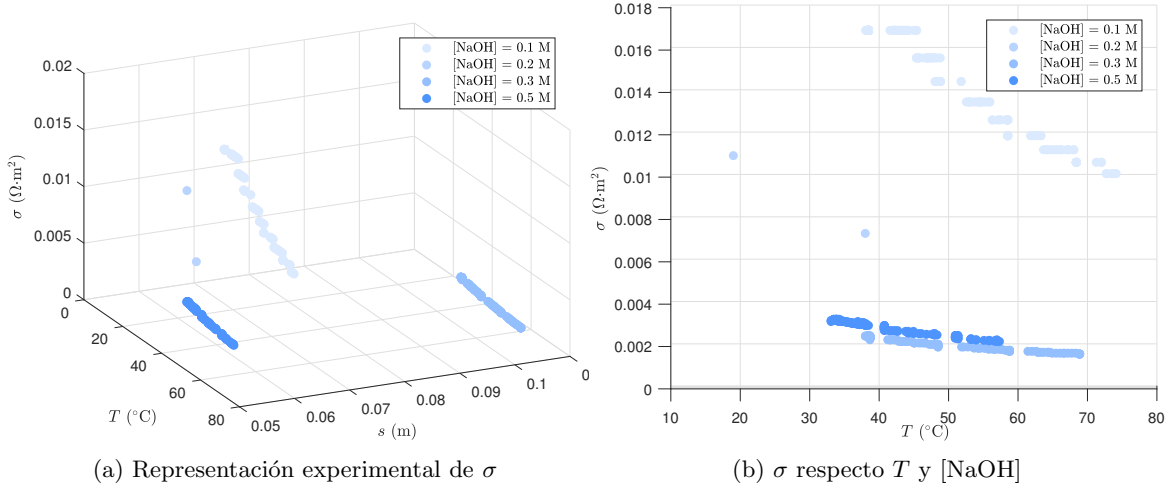 [NaOH] = 0.1 M
[NaOH] = 0.2 M
[NaOH] = 0.3 M
[NaOH] = 0.5 M
0.02
0.015
0.01
0.005
0
σ (Ω·m²)
0
20
40
60
80
T (°C)
0.05
0.06
0.07
0.08
0.09
0.1
0
s (m)
(a) Representación experimental de σ
[NaOH] = 0.1 M
[NaOH] = 0.2 M
[NaOH] = 0.3 M
[NaOH] = 0.5 M
0.018
0.016
0.014
0.012
0.01
0.008
0.006
0.004
0.002
0
σ (Ω·m²)
10 20 30 40 50 60 70 80
T (°C)
(b) σ respecto T y [NaOH]